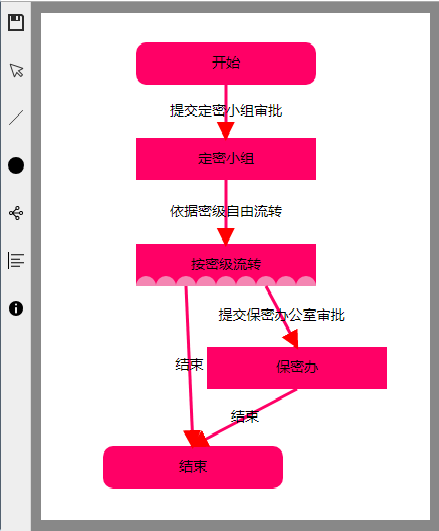 开始
提交定密小组审批
定密小组
依据密级自由流转
按密级流转
提交保密办公室审批
结束
保密办
结束
结束